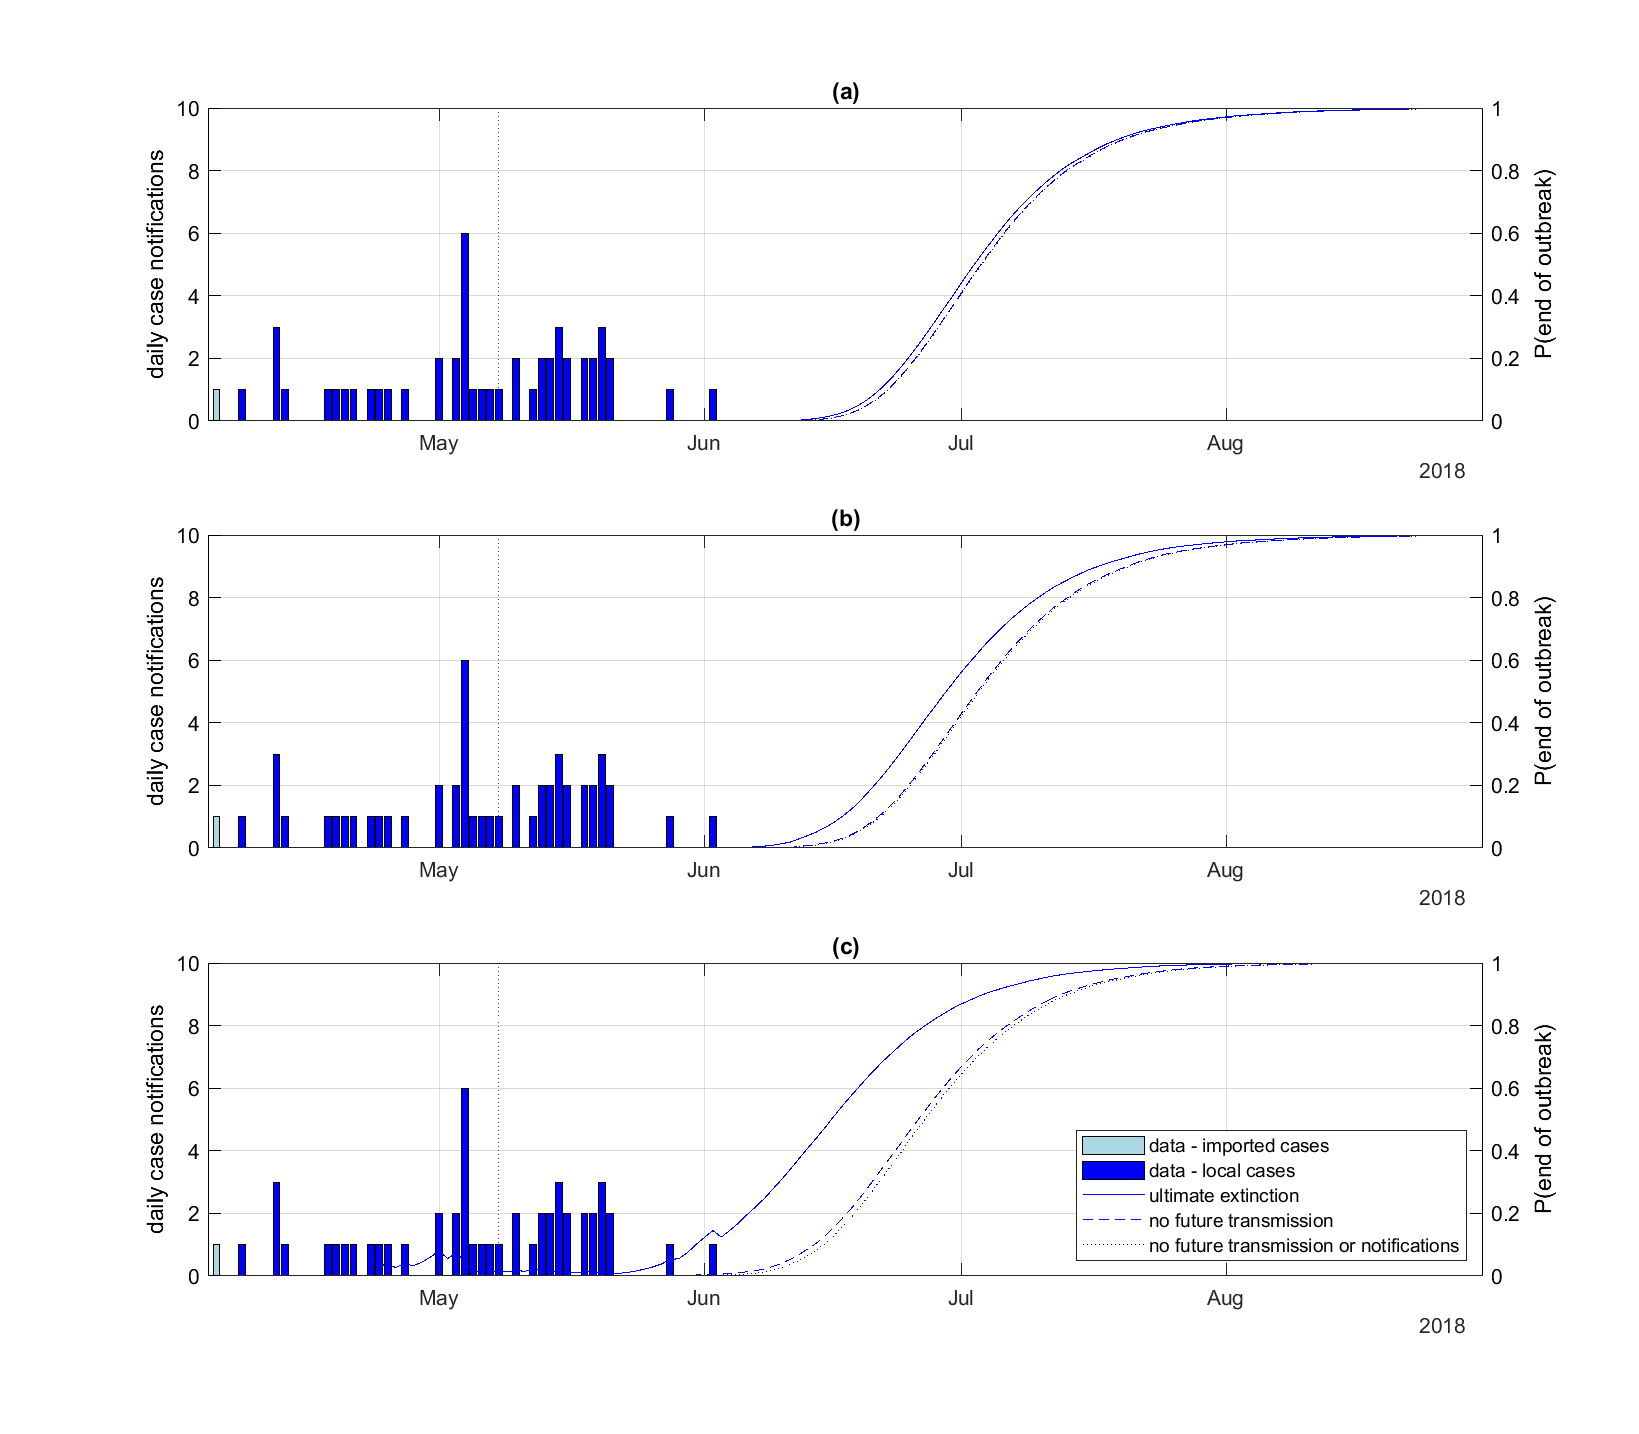 (a)
10
8
6
4
2
0
daily case notifications
1
0.8
0.6
0.4
0.2
0
P(end of outbreak)
May Jun Jul Aug
2018
(b)
10
8
6
4
2
0
daily case notifications
1
0.8
0.6
0.4
0.2
0
P(end of outbreak)
May Jun Jul Aug
2018
(c)
10
8
6
4
2
0
daily case notifications
1
0.8
0.6
0.4
0.2
0
P(end of outbreak)
data - imported cases
data - local cases
ultimate extinction
no future transmission
no future transmission or notifications
May Jun Jul Aug
2018